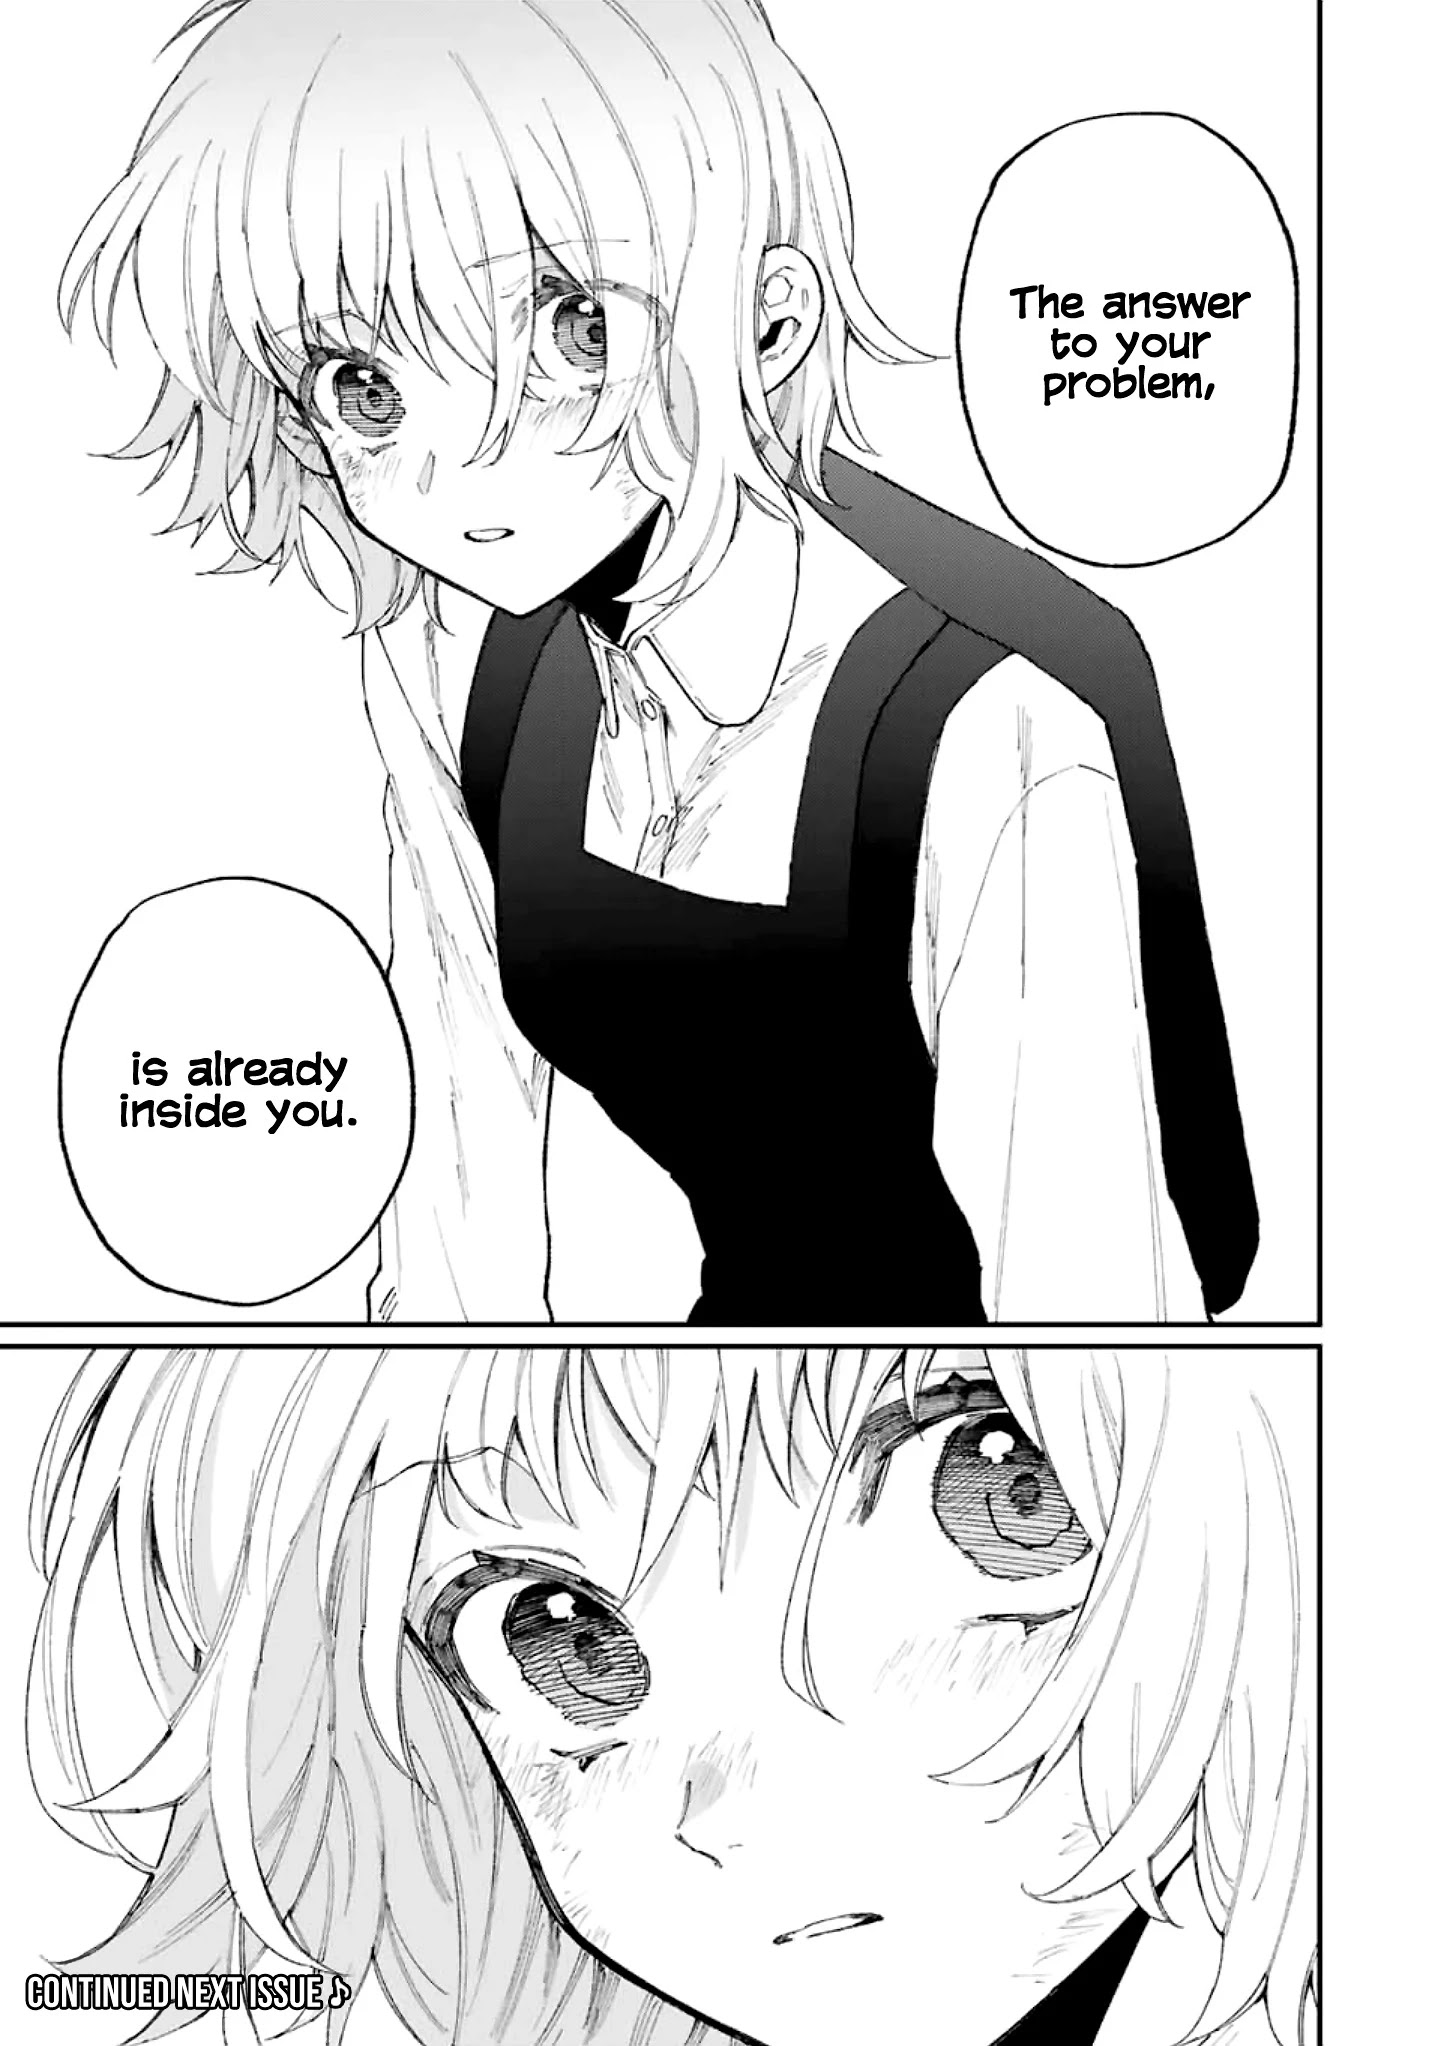 The answer
to your
problem,
is already
inside you.
CONTINUED NEXT ISSUE ♪